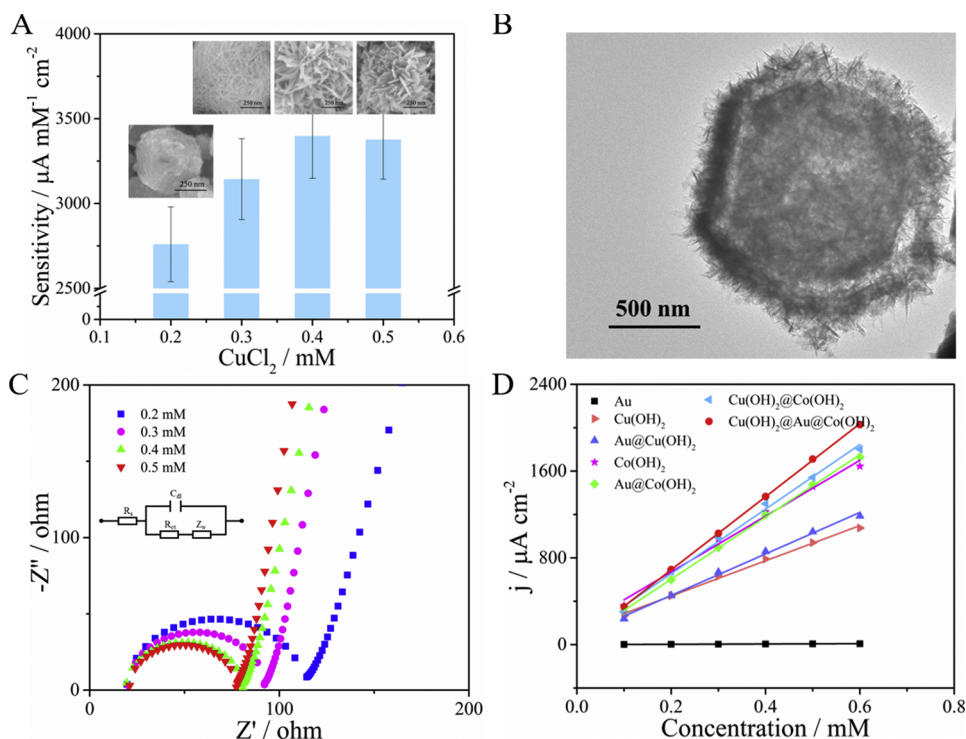 A
4000
3500
3000
2500
0
Sensitivity / µA mM⁻¹ cm⁻²
250 nm
250 nm
250 nm
250 nm
0.1 0.2 0.3 0.4 0.5 0.6
CuCl₂ / mM
B
500 nm
C
200
100
0
-Z'' / ohm
0.2 mM
0.3 mM
0.4 mM
0.5 mM
C_dl
R_s
R_ct Z_w
0 100 200
Z' / ohm
D
2400
1600
800
0
j / µA cm⁻²
Au
Cu(OH)₂
Au@Cu(OH)₂
Co(OH)₂
Au@Co(OH)₂
Cu(OH)₂@Co(OH)₂
Cu(OH)₂@Au@Co(OH)₂
0.0 0.2 0.4 0.6 0.8
Concentration / mM